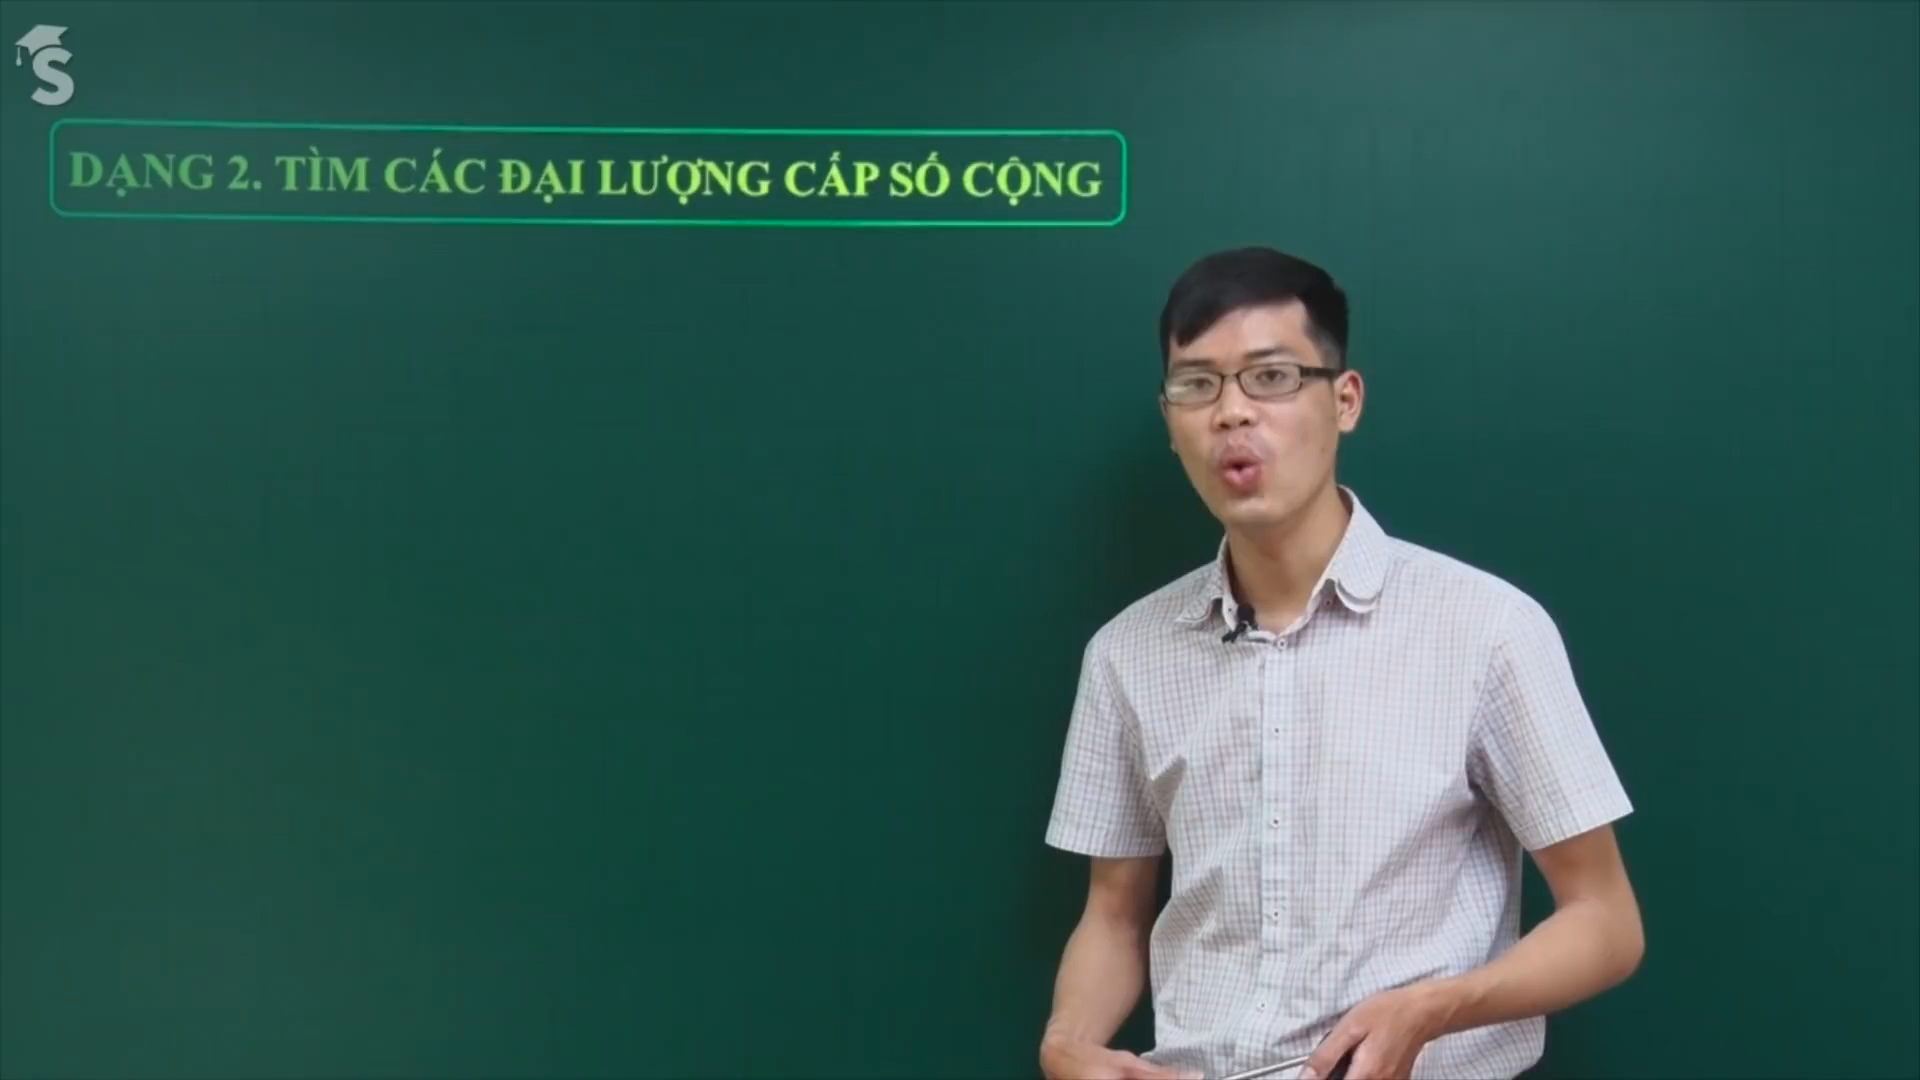 S
DẠNG 2. TÌM CÁC ĐẠI LƯỢNG CẤP SỐ CỘNG